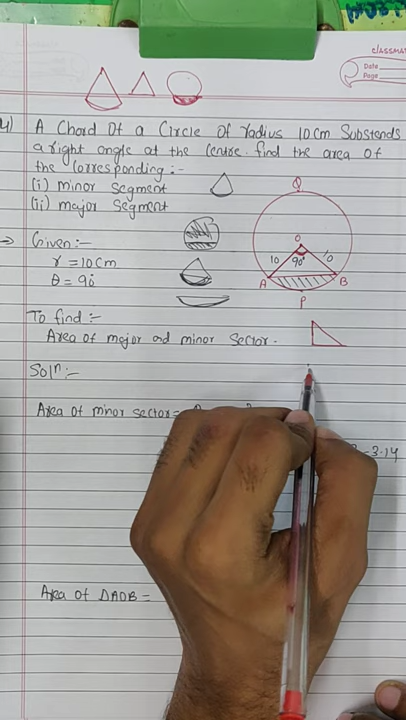 CLASSMA
Date
Page
4) A Chord Of a Circle Of radius 10cm Substends
a right angle at the Centre. find the area of
the Corresponding :-
(i) minor Segment
(ii) major Segment
⇒ Given:-
r = 10cm
θ = 90
Q
O
10 90° 10
A B
P
To find :-
Area of major and minor Sector.
Solⁿ:-
Area of minor sector =
= 3.14
Area of ΔAOB =